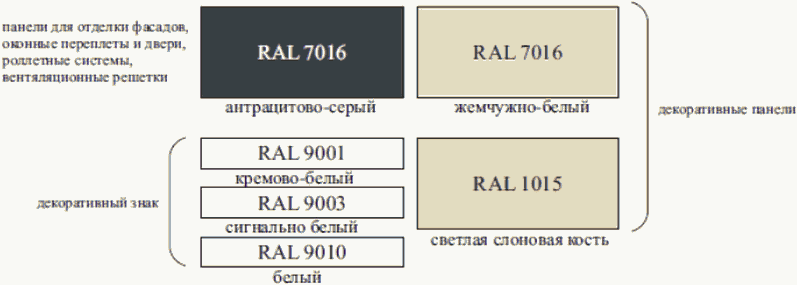 панели для отделки фасадов,
оконные переплеты и двери,
роллетные системы,
вентяляционные решетки
RAL 7016
антрацитово-серый
RAL 7016
жемчужно-белый
декоративные панели
декоративный знак
RAL 9001
кремово-белый
RAL 9003
сигнально белый
RAL 9010
белый
RAL 1015
светлая слоновая кость